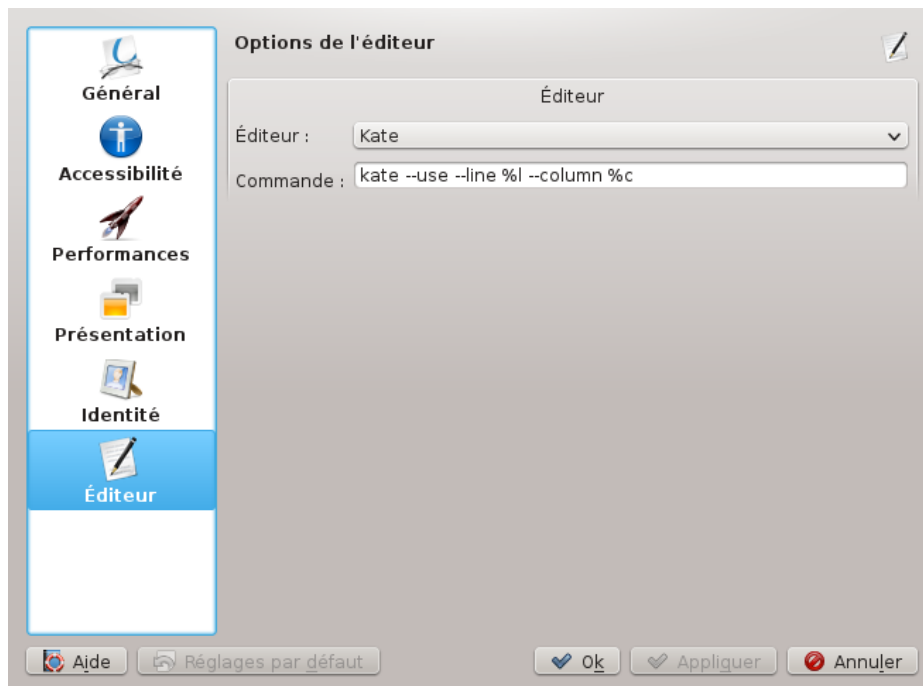 Options de l'éditeur
Général
Accessibilité
Performances
Présentation
Identité
Éditeur
Éditeur
Éditeur :
Kate
Commande :
kate --use --line %l --column %c
Aide
Réglages par défaut
Ok
Appliquer
Annuler